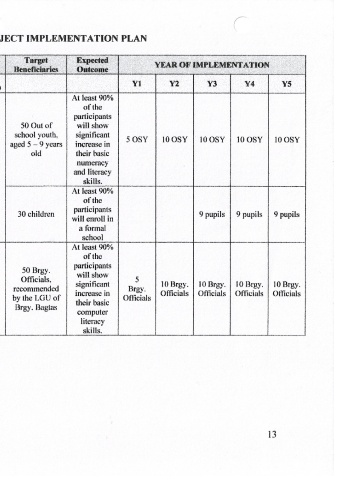 JECT IMPLEMENTATION PLAN
Target Beneficiaries
Expected Outcome
YEAR OF IMPLEMENTATION
Y1 Y2 Y3 Y4 Y5
50 Out of
school youth,
aged 5 – 9 years
old
At least 90%
of the
participants
will show
significant
increase in
their basic
numeracy
and literacy
skills.
5 OSY 10 OSY 10 OSY 10 OSY 10 OSY
30 children
At least 90%
of the
participants
will enroll in
a formal
school
9 pupils 9 pupils 9 pupils
50 Brgy.
Officials,
recommended
by the LGU of
Brgy. Bagtas
At least 90%
of the
participants
will show
significant
increase in
their basic
computer
literacy
skills.
5
Brgy.
Officials
10 Brgy.
Officials
10 Brgy.
Officials
10 Brgy.
Officials
10 Brgy.
Officials
13